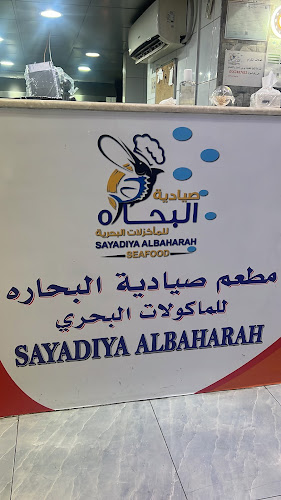 صيادية
البحاره
للمأكولات البحرية
SAYADIYA ALBAHARAH
SEAFOOD
مطعم صيادية البحاره
للماكولات البحري
SAYADIYA ALBAHARAH